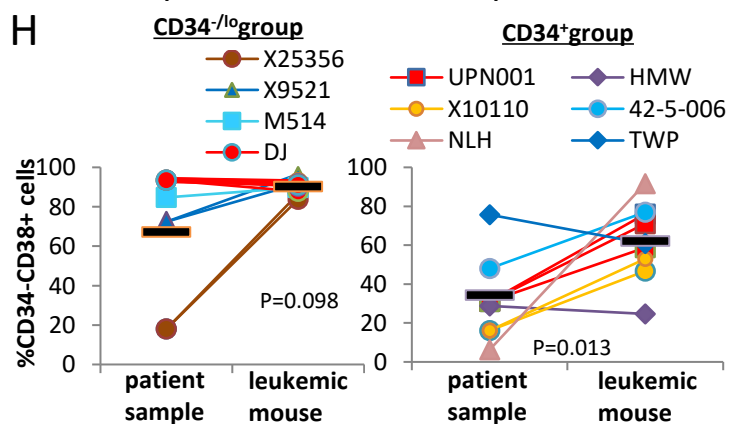 H
CD34-/logroup
X25356
X9521
M514
DJ
CD34+group
UPN001
HMW
X10110
42-5-006
NLH
TWP
%CD34-CD38+ cells
100
80
60
40
20
0
P=0.098
patient sample
leukemic mouse
100
80
60
40
20
0
P=0.013
patient sample
leukemic mouse